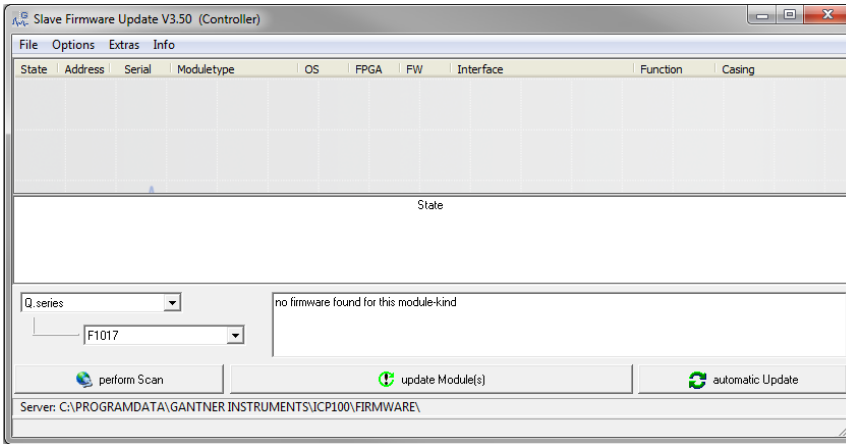 Slave Firmware Update V3.50 (Controller)
File Options Extras Info
State Address Serial Moduletype OS FPGA FW Interface Function Casing
State
Q.series
no firmware found for this module-kind
F1017
perform Scan update Module(s) automatic Update
Server: C:\PROGRAMDATA\GANTNER INSTRUMENTS\ICP100\FIRMWARE\